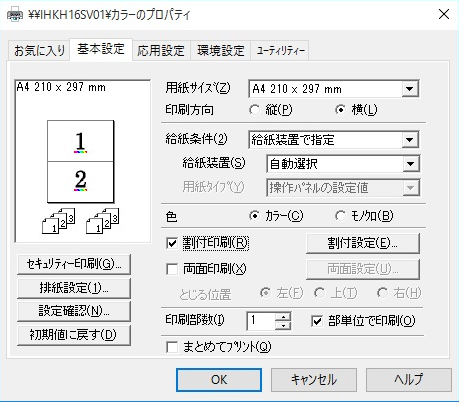 ¥¥IHKH16SV01¥カラーのプロパティ
お気に入り 基本設定 応用設定 環境設定 ユーティリティー
A4 210 x 297 mm
1
2
1 2 3 1 2 3
セキュリティー印刷(G)...
排紙設定(1)...
設定確認(N)...
初期値に戻す(D)
用紙サイズ(Z) A4 210 x 297 mm
印刷方向 縦(P) 横(L)
給紙条件(2) 給紙装置で指定
給紙装置(S) 自動選択
用紙タイプ(Y) 操作パネルの設定値
色 カラー(C) モノクロ(B)
割付印刷(R) 割付設定(E)...
両面印刷(X) 両面設定(U)...
とじる位置 左(F) 上(T) 右(H)
印刷部数(I) 1 部単位で印刷(O)
まとめてプリント(Q)
OK キャンセル ヘルプ